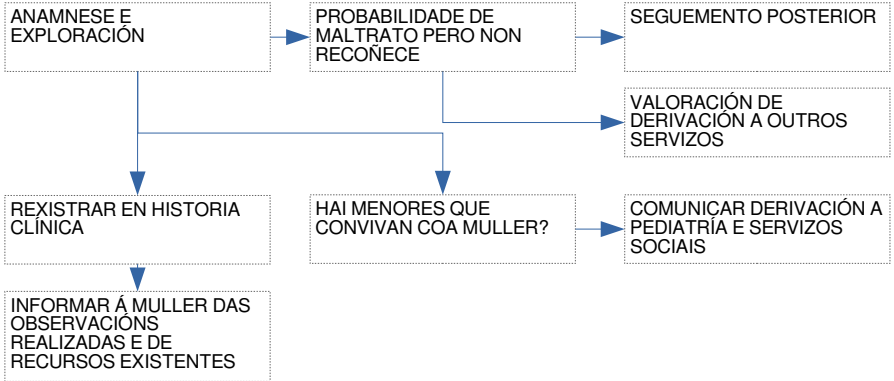 ANAMNESE E
EXPLORACIÓN
PROBABILIDADE DE
MALTRATO PERO NON
RECOÑECE
SEGUEMENTO POSTERIOR
VALORACIÓN DE
DERIVACIÓN A OUTROS
SERVIZOS
REXISTRAR EN HISTORIA
CLÍNICA
HAI MENORES QUE
CONVIVAN COA MULLER?
COMUNICAR DERIVACIÓN A
PEDIATRÍA E SERVIZOS
SOCIAIS
INFORMAR Á MULLER DAS
OBSERVACIÓNS
REALIZADAS E DE
RECURSOS EXISTENTES